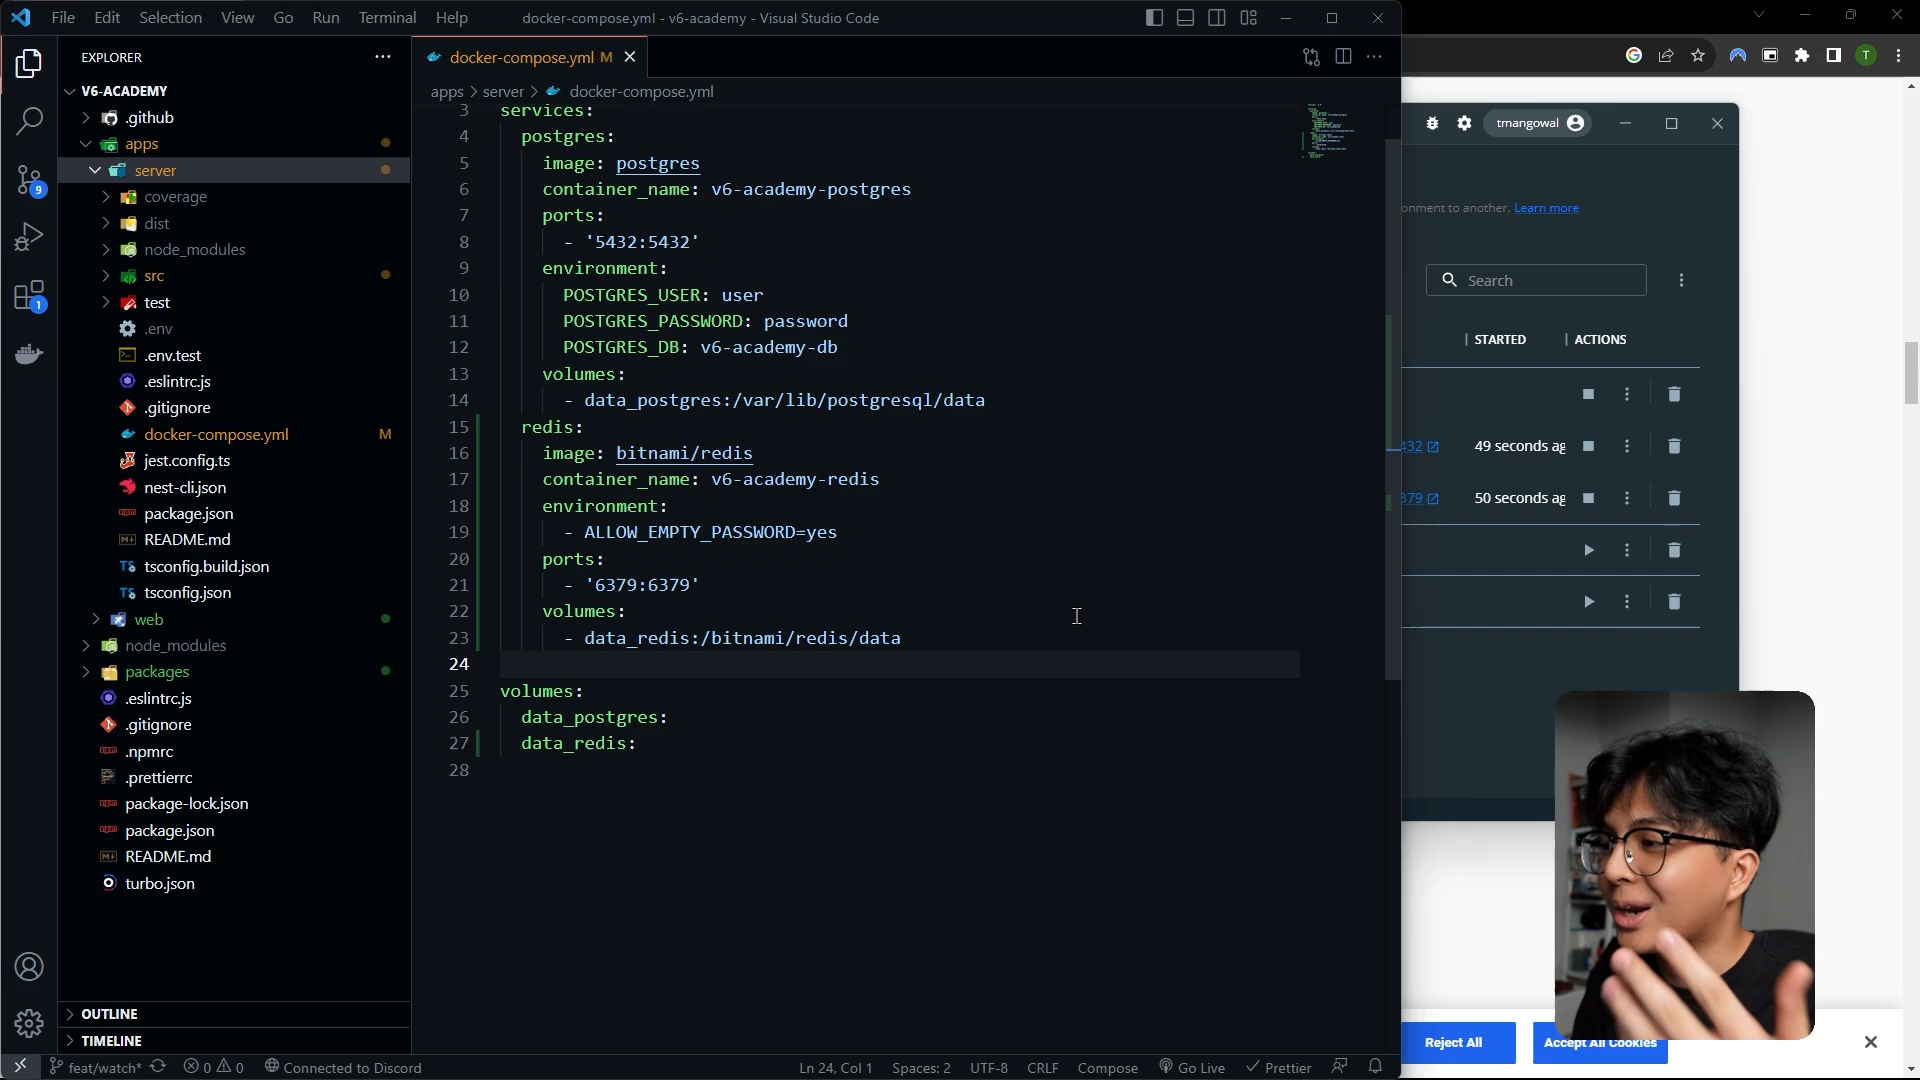 File Edit Selection View Go Run Terminal Help
docker-compose.yml - v6-academy - Visual Studio Code
EXPLORER
V6-ACADEMY
.github
apps
server
coverage
dist
node_modules
src
test
.env
.env.test
.eslintrc.js
.gitignore
docker-compose.yml M
jest.config.ts
nest-cli.json
package.json
README.md
tsconfig.build.json
tsconfig.json
web
node_modules
packages
.eslintrc.js
.gitignore
.npmrc
.prettierrc
package-lock.json
package.json
README.md
turbo.json
OUTLINE
TIMELINE
9
1
docker-compose.yml M
apps > server > docker-compose.yml
3 services:
4 postgres:
5 image: postgres
6 container_name: v6-academy-postgres
7 ports:
8 - '5432:5432'
9 environment:
10 POSTGRES_USER: user
11 POSTGRES_PASSWORD: password
12 POSTGRES_DB: v6-academy-db
13 volumes:
14 - data_postgres:/var/lib/postgresql/data
15 redis:
16 image: bitnami/redis
17 container_name: v6-academy-redis
18 environment:
19 - ALLOW_EMPTY_PASSWORD=yes
20 ports:
21 - '6379:6379'
22 volumes:
23 - data_redis:/bitnami/redis/data
24
25 volumes:
26 data_postgres:
27 data_redis:
28
T
tmangowal
onment to another. Learn more
Search
STARTED ACTIONS
432 49 seconds ag
379 50 seconds ag
Reject All
Accept All Cookies
feat/watch* 0 0 Connected to Discord
Ln 24, Col 1 Spaces: 2 UTF-8 CRLF Compose Go Live Prettier